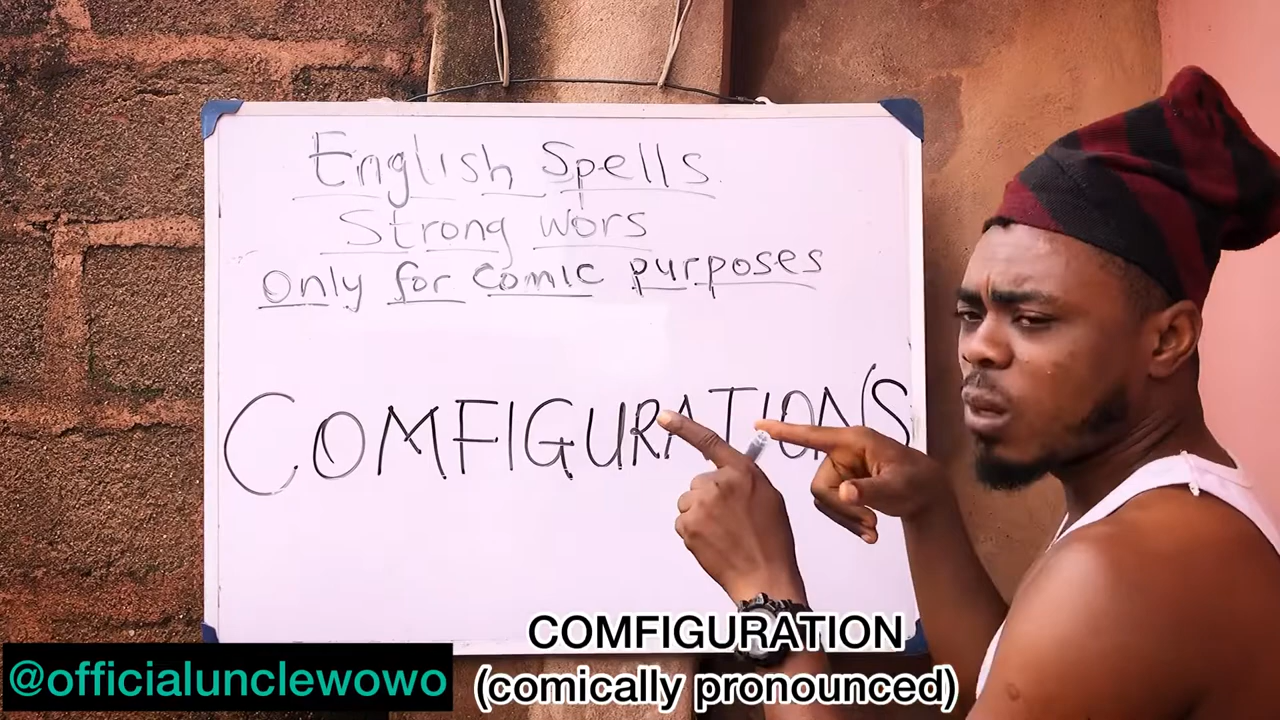 English Spells
Strong wors
only for comic purposes
COMFIGURATIONS
COMFIGURATION
(comically pronounced)
@officialunclewowo